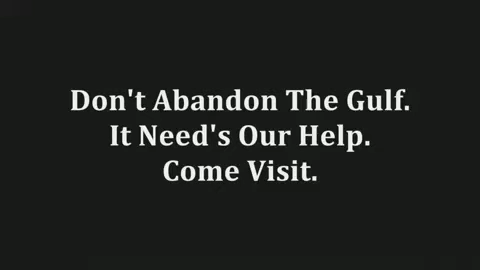 Don't Abandon The Gulf.
It Need's Our Help.
Come Visit.